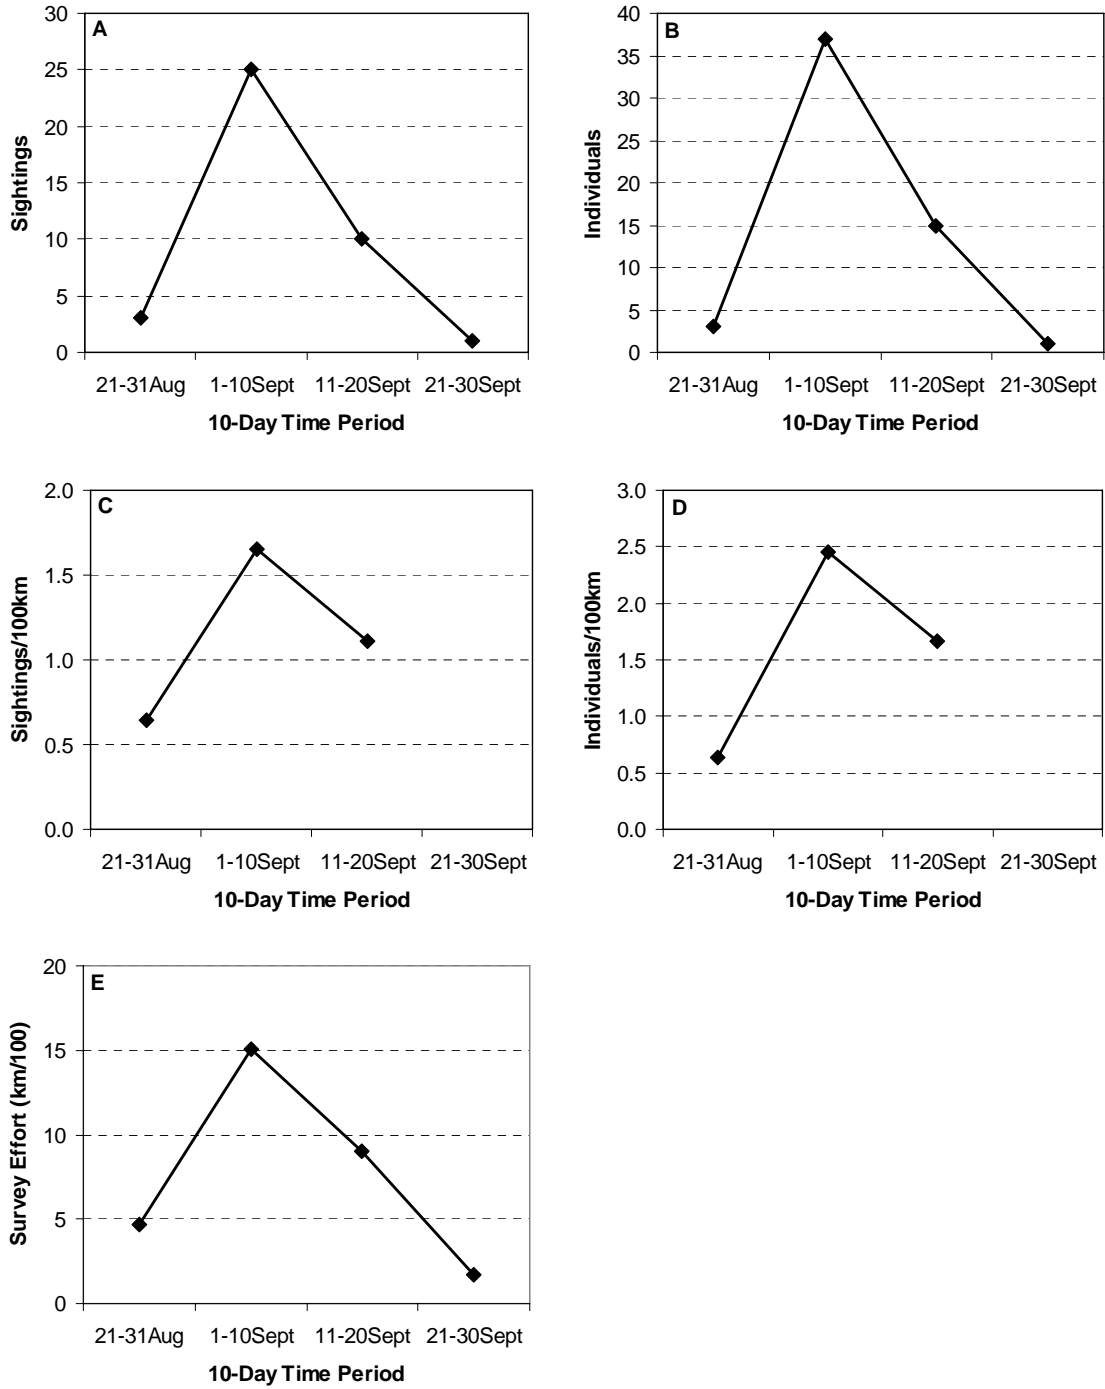 A
Sightings
30
25
20
15
10
5
0
21-31Aug 1-10Sept 11-20Sept 21-30Sept
10-Day Time Period
B
Individuals
40
35
30
25
20
15
10
5
0
21-31Aug 1-10Sept 11-20Sept 21-30Sept
10-Day Time Period
C
Sightings/100km
2.0
1.5
1.0
0.5
0.0
21-31Aug 1-10Sept 11-20Sept 21-30Sept
10-Day Time Period
D
Individuals/100km
3.0
2.5
2.0
1.5
1.0
0.5
0.0
21-31Aug 1-10Sept 11-20Sept 21-30Sept
10-Day Time Period
E
Survey Effort (km/100)
20
15
10
5
0
21-31Aug 1-10Sept 11-20Sept 21-30Sept
10-Day Time Period